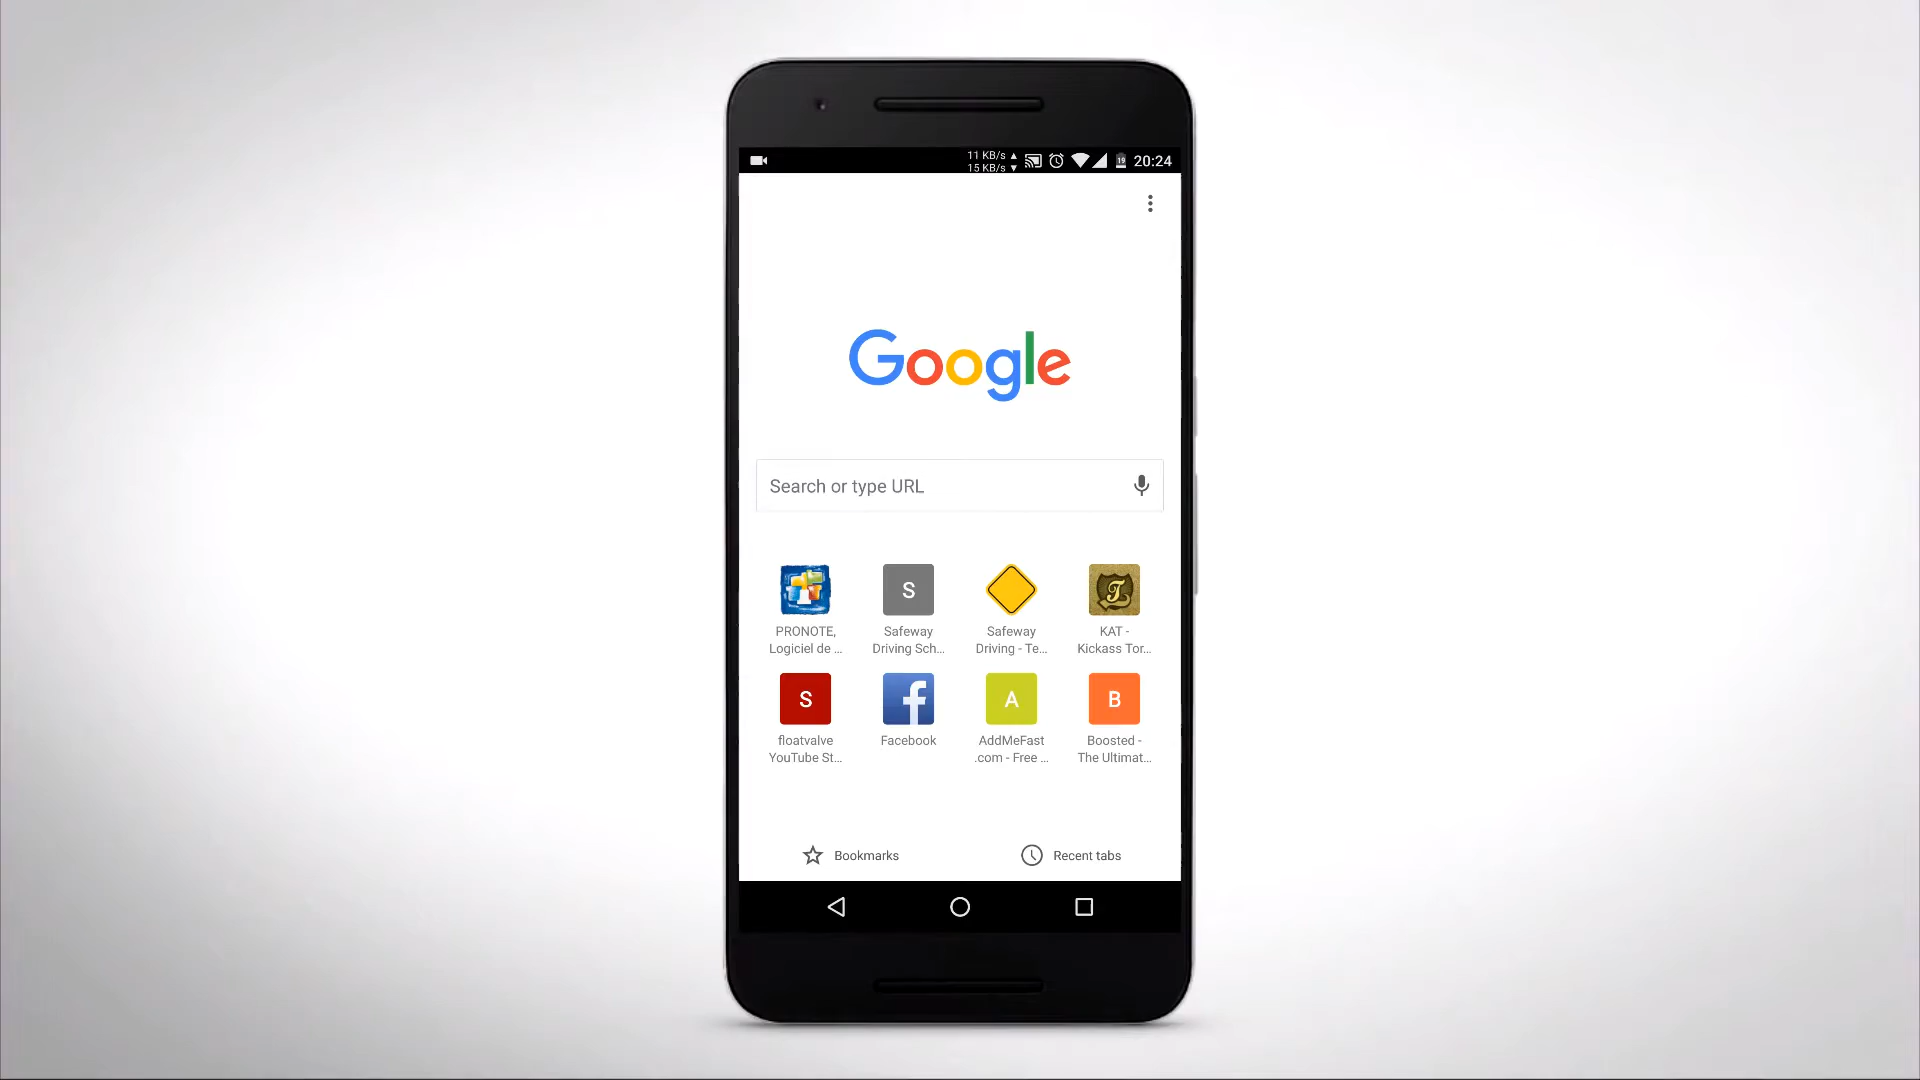 11 KB/s
15 KB/s
19
20:24
Google
Search or type URL
S
PRONOTE,
Logiciel de ...
Safeway
Driving Sch...
Safeway
Driving - Te...
T
KAT -
Kickass Tor...
S
f
A
B
floatvalve
YouTube St...
Facebook
AddMeFast
.com - Free ...
Boosted -
The Ultimat...
Bookmarks
Recent tabs